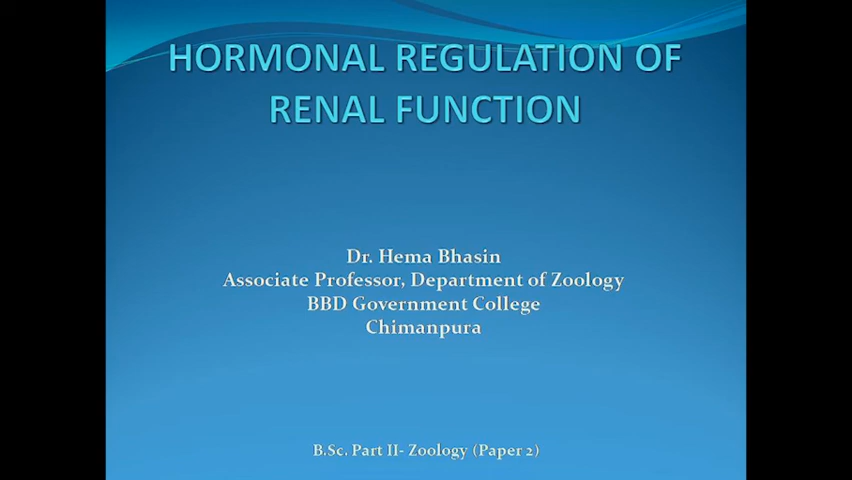 HORMONAL REGULATION OF
RENAL FUNCTION
Dr. Hema Bhasin
Associate Professor, Department of Zoology
BBD Government College
Chimanpura
B.Sc. Part II- Zoology (Paper 2)